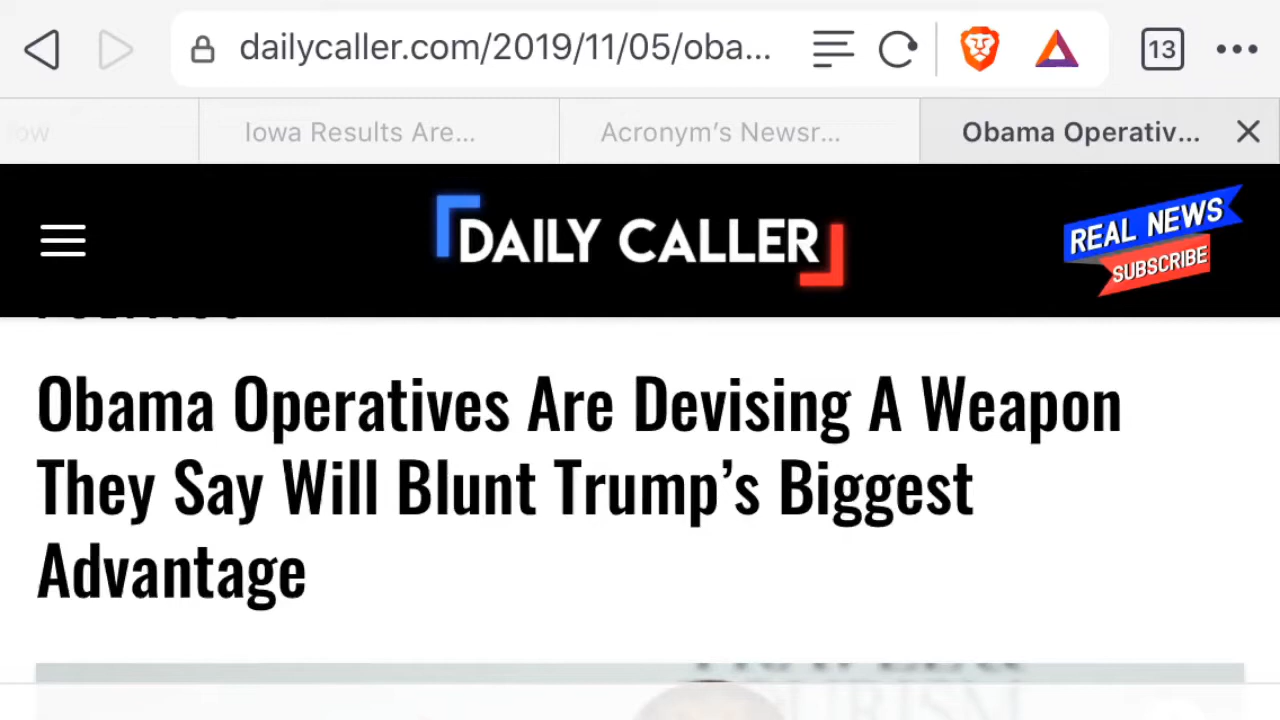 dailycaller.com/2019/11/05/oba...
13
Iowa Results Are...
Acronym's Newsr...
Obama Operativ...
DAILY CALLER
REAL NEWS
SUBSCRIBE
Obama Operatives Are Devising A Weapon
They Say Will Blunt Trump’s Biggest
Advantage